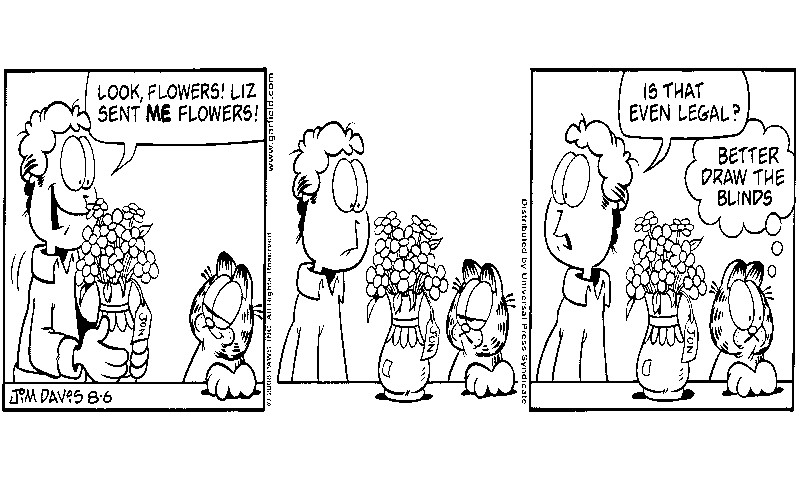 LOOK, FLOWERS! LIZ
SENT ME FLOWERS!
JON
JIM DAVIS 8·6
www.garfield.com
JON
Distributed by Universal Press Syndicate
IS THAT
EVEN LEGAL?
BETTER
DRAW THE
BLINDS
JON